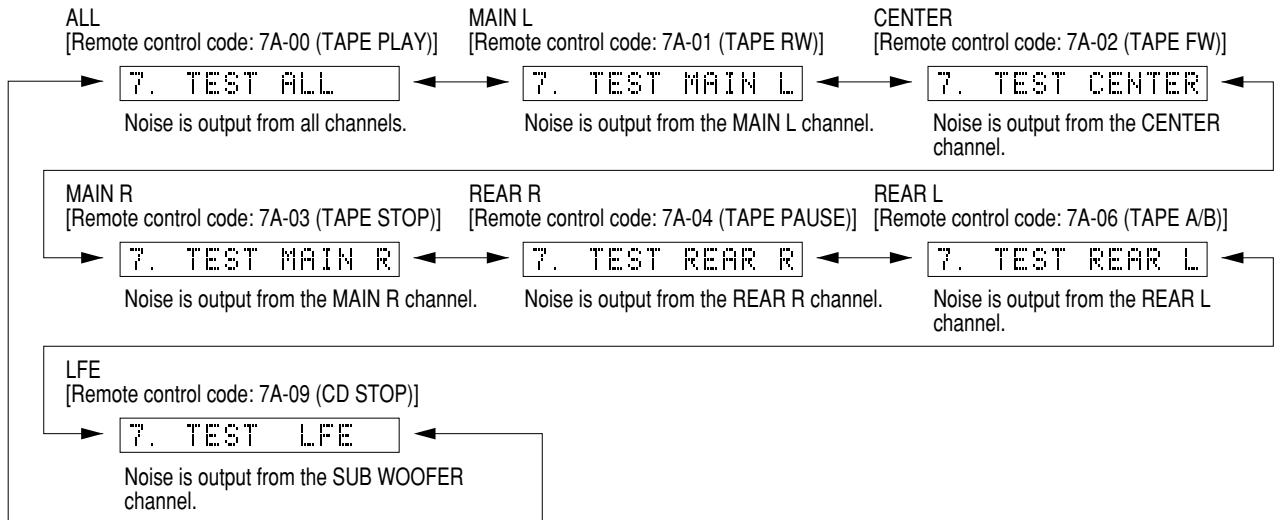 ALL
[Remote control code: 7A-00 (TAPE PLAY)]
7. TEST ALL
Noise is output from all channels.
MAIN L
[Remote control code: 7A-01 (TAPE RW)]
7. TEST MAIN L
Noise is output from the MAIN L channel.
CENTER
[Remote control code: 7A-02 (TAPE FW)]
7. TEST CENTER
Noise is output from the CENTER
channel.
MAIN R
[Remote control code: 7A-03 (TAPE STOP)]
7. TEST MAIN R
Noise is output from the MAIN R channel.
REAR R
[Remote control code: 7A-04 (TAPE PAUSE)]
7. TEST REAR R
Noise is output from the REAR R channel.
REAR L
[Remote control code: 7A-06 (TAPE A/B)]
7. TEST REAR L
Noise is output from the REAR L
channel.
LFE
[Remote control code: 7A-09 (CD STOP)]
7. TEST LFE
Noise is output from the SUB WOOFER
channel.